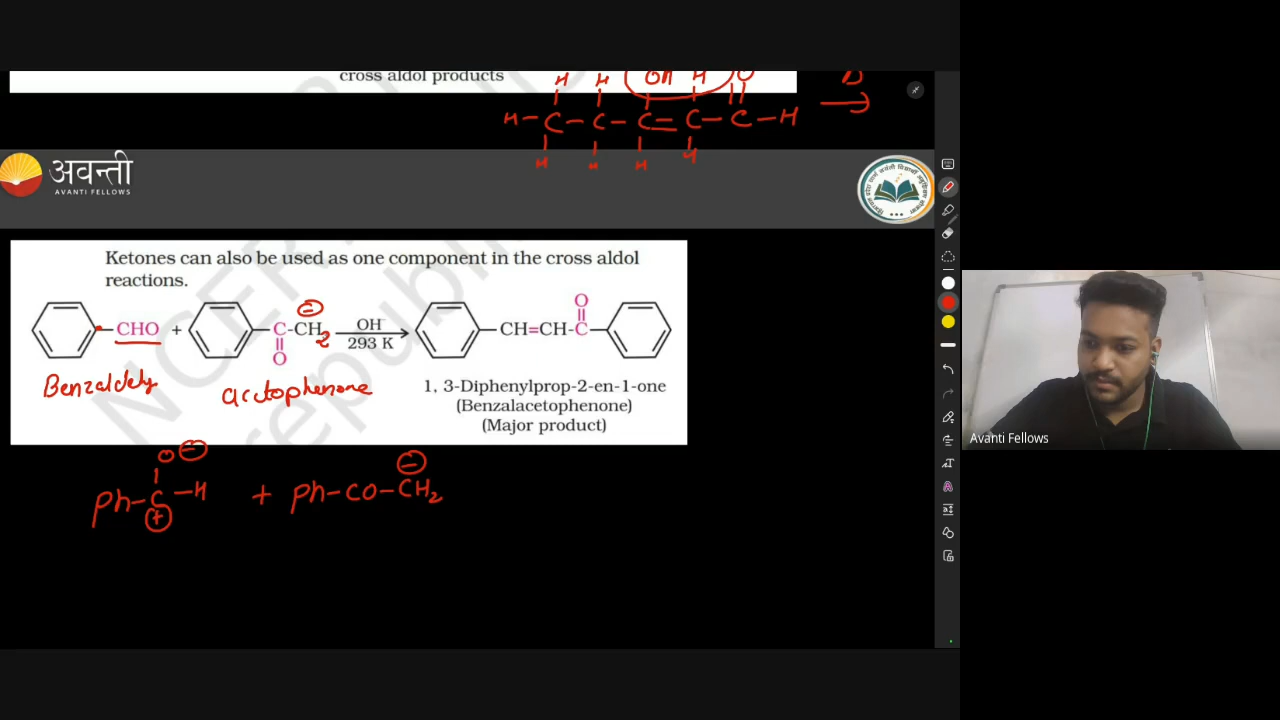 cross aldol products
H H OH H O
H-C-C-C=C-C-H
H H H H
अवन्ती
AVANTI FELLOWS
Ketones can also be used as one component in the cross aldol
reactions.
CHO + C-CH2 OH⁻ CH=CH-C
O
293 K
O
Benzaldehy
acetophenone
1, 3-Diphenylprop-2-en-1-one
(Benzalacetophenone)
(Major product)
O
Ph-C-H + Ph-CO-CH2
Avanti Fellows